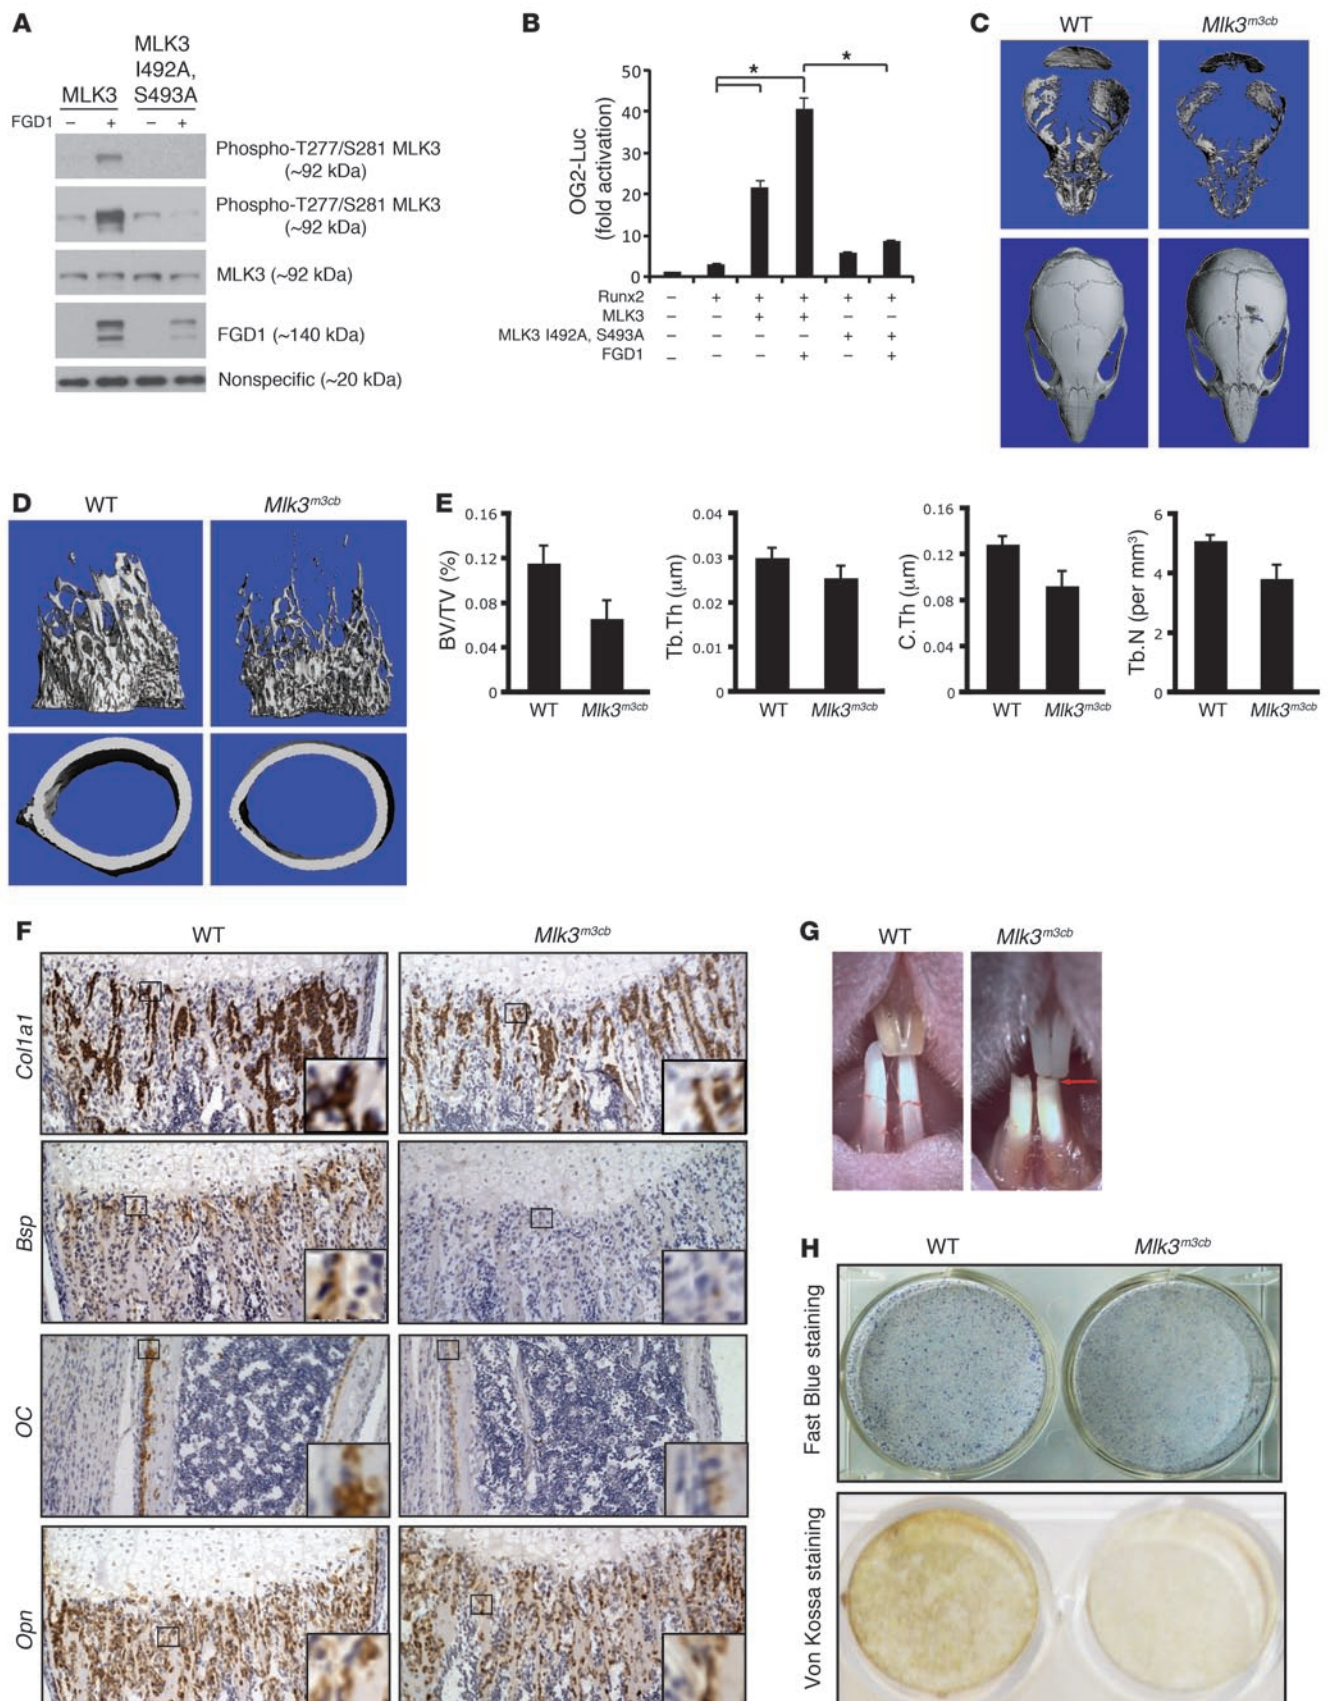 A
MLK3
MLK3
I492A,
S493A
FGD1 − + − +
Phospho-T277/S281 MLK3
(~92 kDa)
Phospho-T277/S281 MLK3
(~92 kDa)
MLK3 (~92 kDa)
FGD1 (~140 kDa)
Nonspecific (~20 kDa)
B
OG2-Luc
(fold activation)
50
40
30
20
10
0
* *
Runx2 − + + + + +
MLK3 + +
MLK3 I492A, S493A − − − − + +
FGD1 − − − + − +
C
WT Mlk3m3cb
D
WT Mlk3m3cb
E
BV/TV (%)
0.16
0.12
0.08
0.04
0
WT Mlk3m3cb
Tb.Th (μm)
0.04
0.03
0.02
0.01
0
WT Mlk3m3cb
C.Th (μm)
0.16
0.12
0.08
0.04
0
WT Mlk3m3cb
Tb.N (per mm³)
6
4
2
0
WT Mlk3m3cb
F
WT Mlk3m3cb
Col1a1
Bsp
OC
Opn
G
WT Mlk3m3cb
H
WT Mlk3m3cb
Fast Blue staining
Von Kossa staining